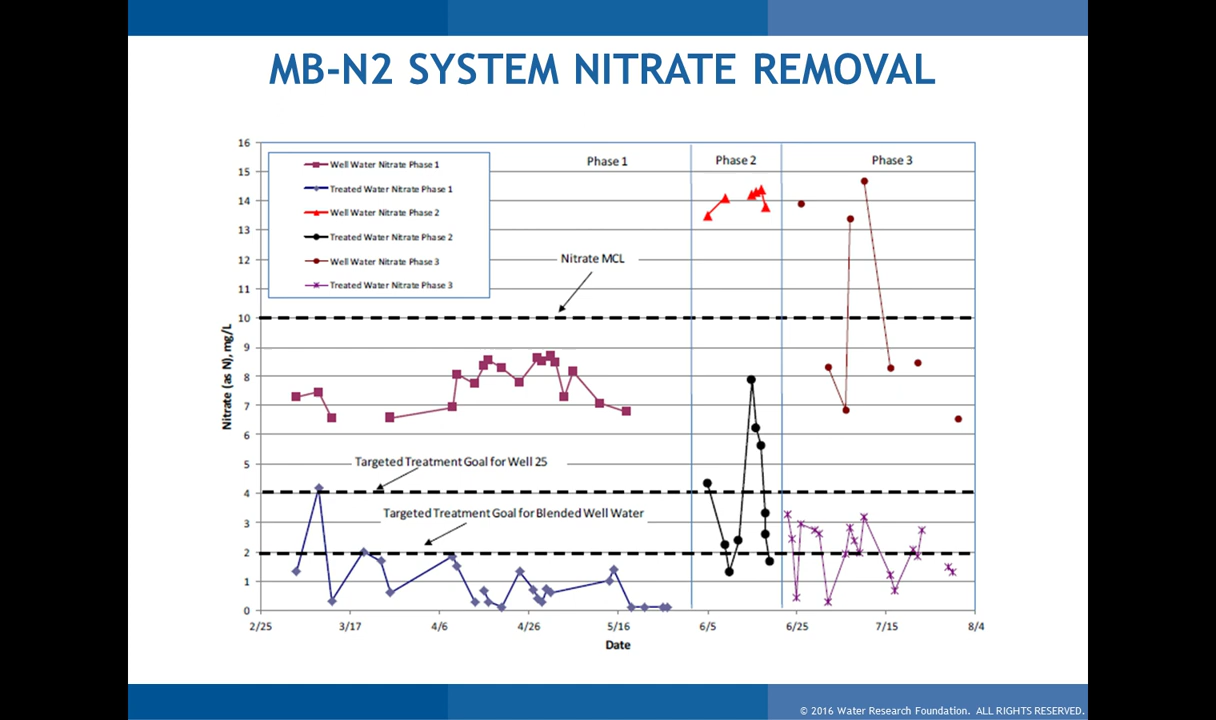 MB-N2 SYSTEM NITRATE REMOVAL
16
15
14
13
12
11
10
9
8
7
6
5
4
3
2
1
0
Nitrate (as N), mg/L
Well Water Nitrate Phase 1
Treated Water Nitrate Phase 1
Well Water Nitrate Phase 2
Treated Water Nitrate Phase 2
Well Water Nitrate Phase 3
Treated Water Nitrate Phase 3
Phase 1
Phase 2
Phase 3
Nitrate MCL
Targeted Treatment Goal for Well 25
Targeted Treatment Goal for Blended Well Water
2/25 3/17 4/6 4/26 5/16 6/5 6/25 7/15 8/4
Date
© 2016 Water Research Foundation. ALL RIGHTS RESERVED.